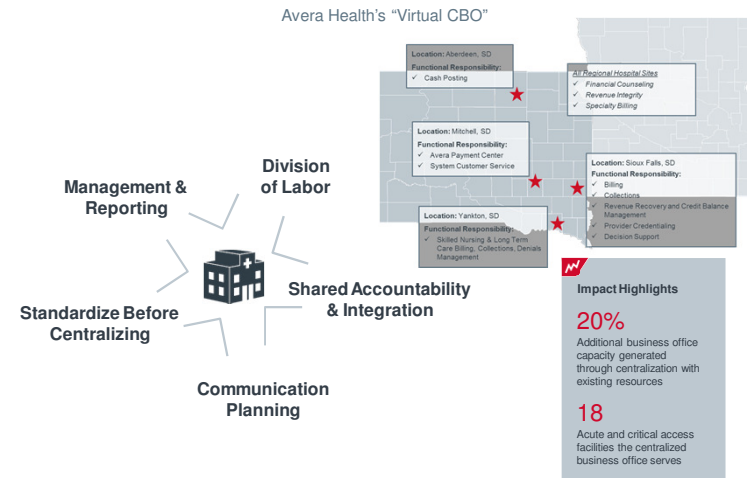 Avera Health’s “Virtual CBO”
Location: Aberdeen, SD
Functional Responsibility:
✓ Cash Posting
All Regional Hospital Sites
✓ Financial Counseling
✓ Revenue Integrity
✓ Specialty Billing
Location: Mitchell, SD
Functional Responsibility:
✓ Avera Payment Center
✓ System Customer Service
Location: Sioux Falls, SD
Functional Responsibility:
✓ Billing
✓ Collections
✓ Revenue Recovery and Credit Balance
Management
✓ Provider Credentialing
✓ Decision Support
Location: Yankton, SD
Functional Responsibility:
✓ Skilled Nursing & Long Term
Care Billing, Collections, Denials
Management
Division
of Labor
Management &
Reporting
Shared Accountability
& Integration
Standardize Before
Centralizing
Communication
Planning
Impact Highlights
20%
Additional business office
capacity generated
through centralization with
existing resources
18
Acute and critical access
facilities the centralized
business office serves